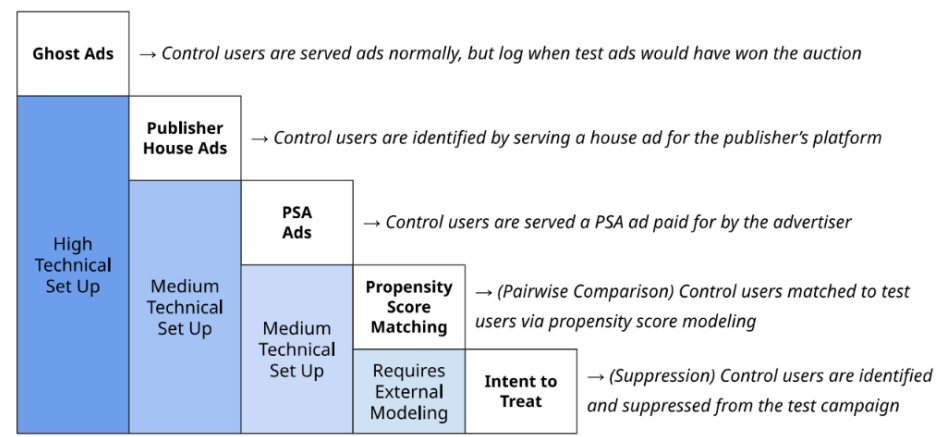 Ghost Ads
→ Control users are served ads normally, but log when test ads would have won the auction
Publisher
House Ads
→ Control users are identified by serving a house ad for the publisher's platform
PSA
Ads
→ Control users are served a PSA ad paid for by the advertiser
High
Technical
Set Up
Medium
Technical
Set Up
Medium
Technical
Set Up
Propensity
Score
Matching
→ (Pairwise Comparison) Control users matched to test
users via propensity score modeling
Requires
External
Modeling
Intent to
Treat
→ (Suppression) Control users are identified
and suppressed from the test campaign